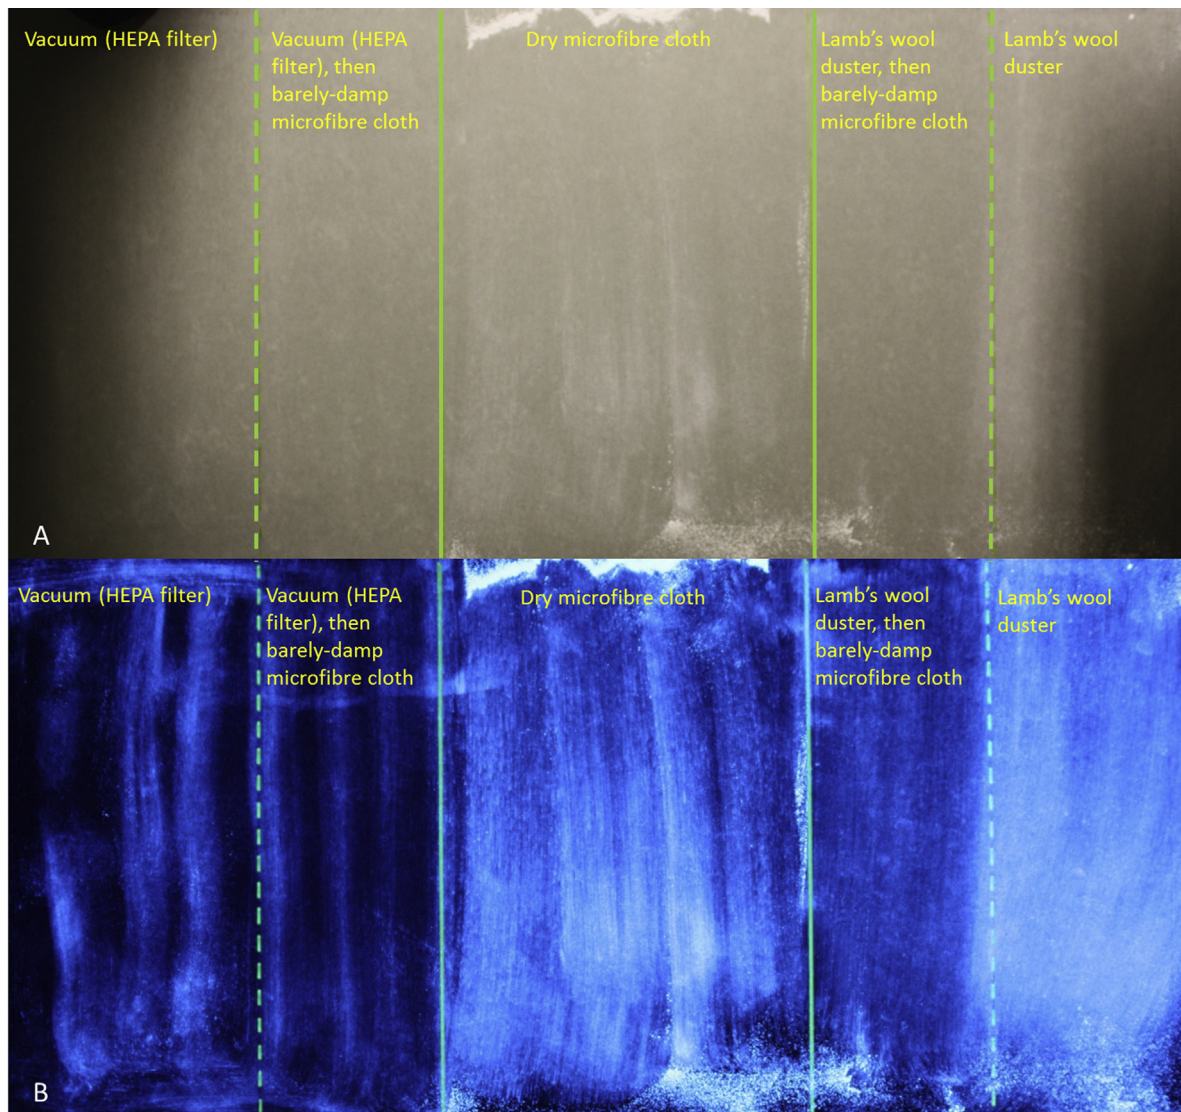 Vacuum (HEPA filter)
Vacuum (HEPA
filter), then
barely-damp
microfibre cloth
Dry microfibre cloth
Lamb's wool
duster, then
barely-damp
microfibre cloth
Lamb's wool
duster
A
Vacuum (HEPA filter)
Vacuum (HEPA
filter), then
barely-damp
microfibre cloth
Dry microfibre cloth
Lamb's wool
duster, then
barely-damp
microfibre cloth
Lamb's wool
duster
B